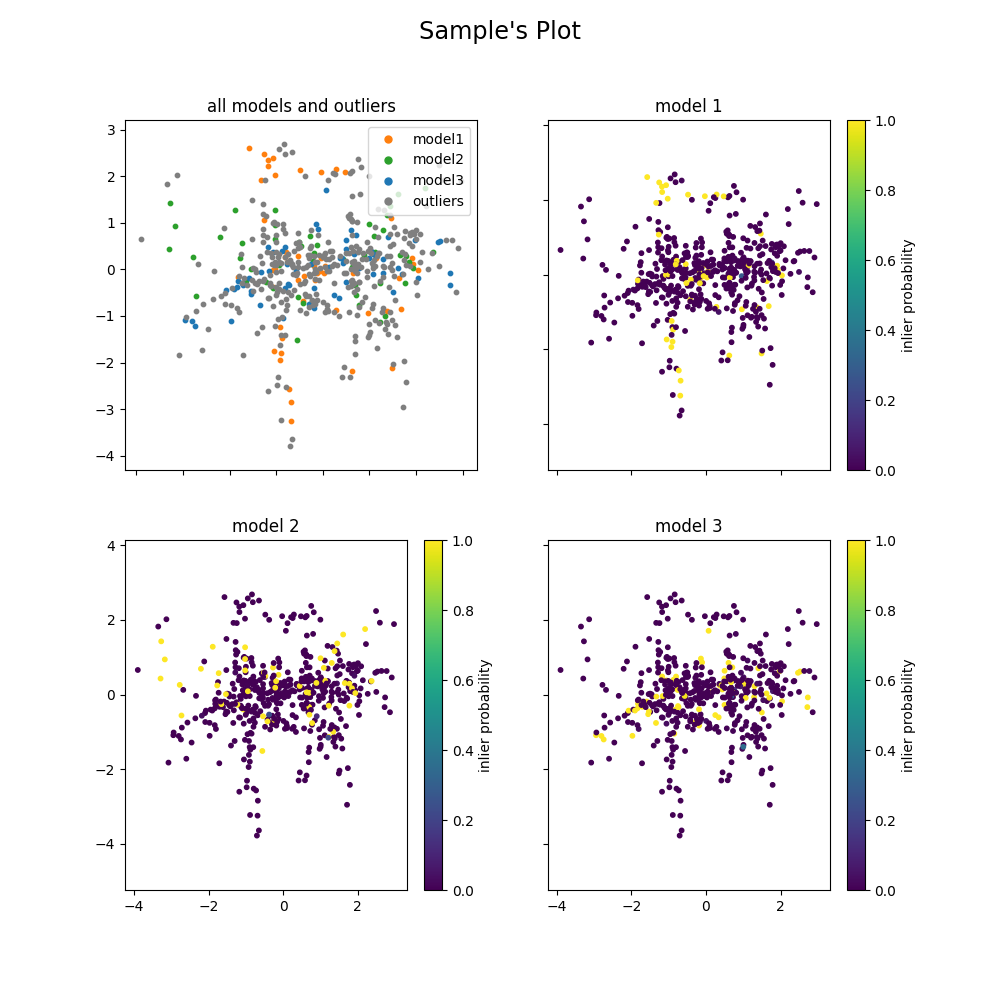 Sample's Plot
all models and outliers
3
2
1
0
−1
−2
−3
−4
model1
model2
model3
outliers
model 1
1.0
0.8
0.6
0.4
0.2
0.0
inlier probability
model 2
4
2
0
−2
−4
−4 −2 0 2
1.0
0.8
0.6
0.4
0.2
0.0
inlier probability
model 3
−4 −2 0 2
1.0
0.8
0.6
0.4
0.2
0.0
inlier probability